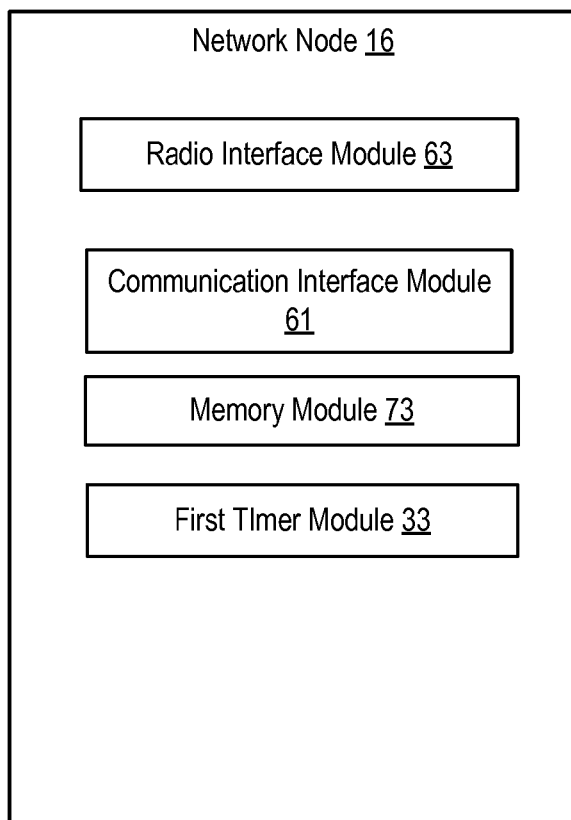 Network Node 16
Radio Interface Module 63
Communication Interface Module
61
Memory Module 73
First TImer Module 33